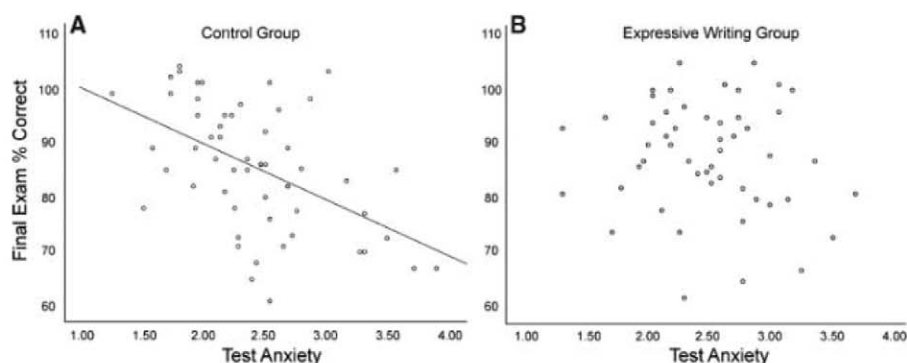 A
Control Group
110
100
90
80
70
60
Final Exam % Correct
1.00 1.50 2.00 2.50 3.00 3.50 4.00
Test Anxiety
B
Expressive Writing Group
110
100
90
80
70
60
1.00 1.50 2.00 2.50 3.00 3.50 4.00
Test Anxiety